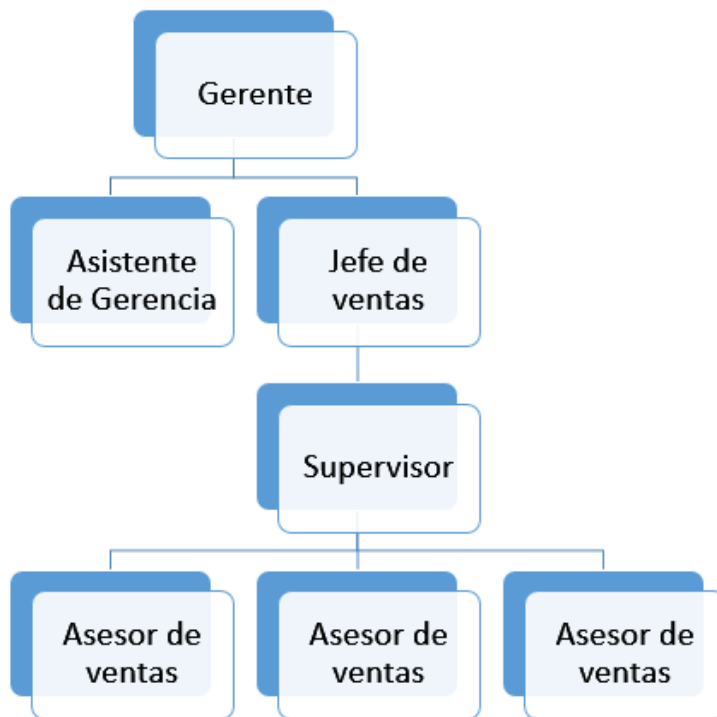 Gerente
Asistente
de Gerencia
Jefe de
ventas
Supervisor
Asesor de
ventas
Asesor de
ventas
Asesor de
ventas